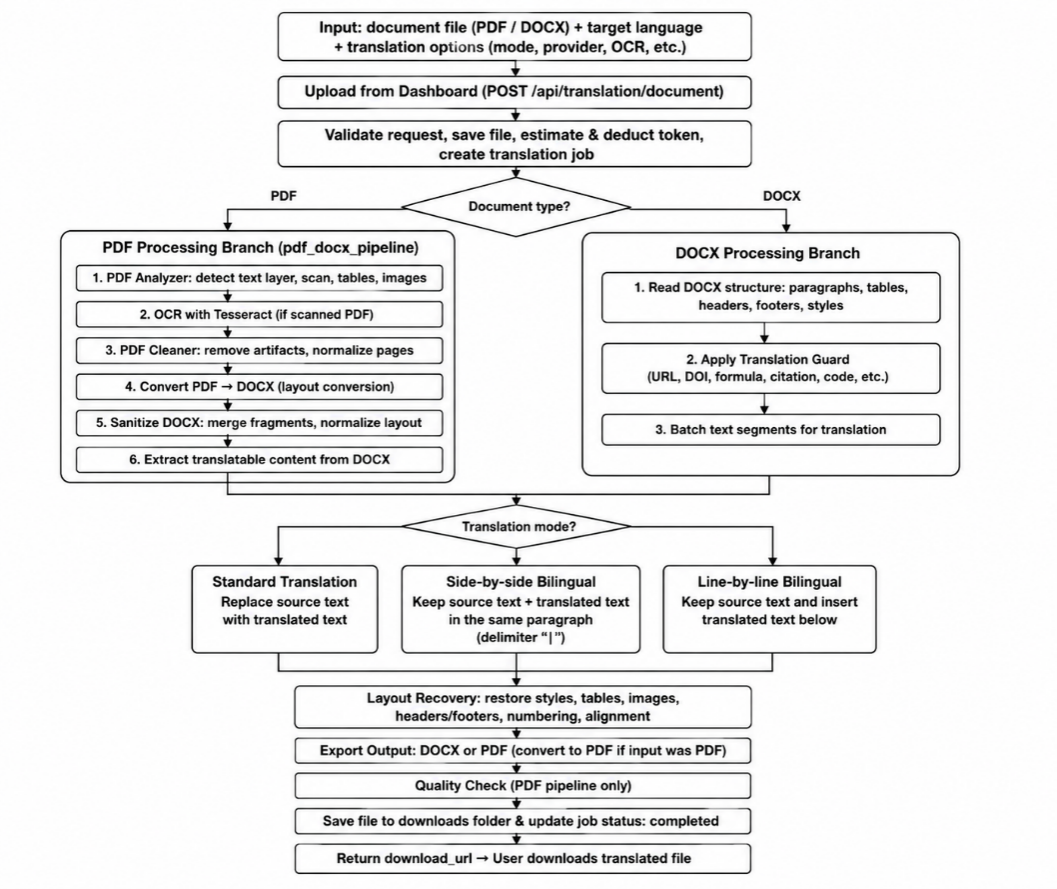 Input: document file (PDF / DOCX) + target language
+ translation options (mode, provider, OCR, etc.)
Upload from Dashboard (POST /api/translation/document)
Validate request, save file, estimate & deduct token,
create translation job
Document type?
PDF
DOCX
PDF Processing Branch (pdf_docx_pipeline)
1. PDF Analyzer: detect text layer, scan, tables, images
2. OCR with Tesseract (if scanned PDF)
3. PDF Cleaner: remove artifacts, normalize pages
4. Convert PDF → DOCX (layout conversion)
5. Sanitize DOCX: merge fragments, normalize layout
6. Extract translatable content from DOCX
DOCX Processing Branch
1. Read DOCX structure: paragraphs, tables,
headers, footers, styles
2. Apply Translation Guard
(URL, DOI, formula, citation, code, etc.)
3. Batch text segments for translation
Translation mode?
Standard Translation
Replace source text
with translated text
Side-by-side Bilingual
Keep source text + translated text
in the same paragraph
(delimiter "|")
Line-by-line Bilingual
Keep source text and insert
translated text below
Layout Recovery: restore styles, tables, images,
headers/footers, numbering, alignment
Export Output: DOCX or PDF (convert to PDF if input was PDF)
Quality Check (PDF pipeline only)
Save file to downloads folder & update job status: completed
Return download_url → User downloads translated file